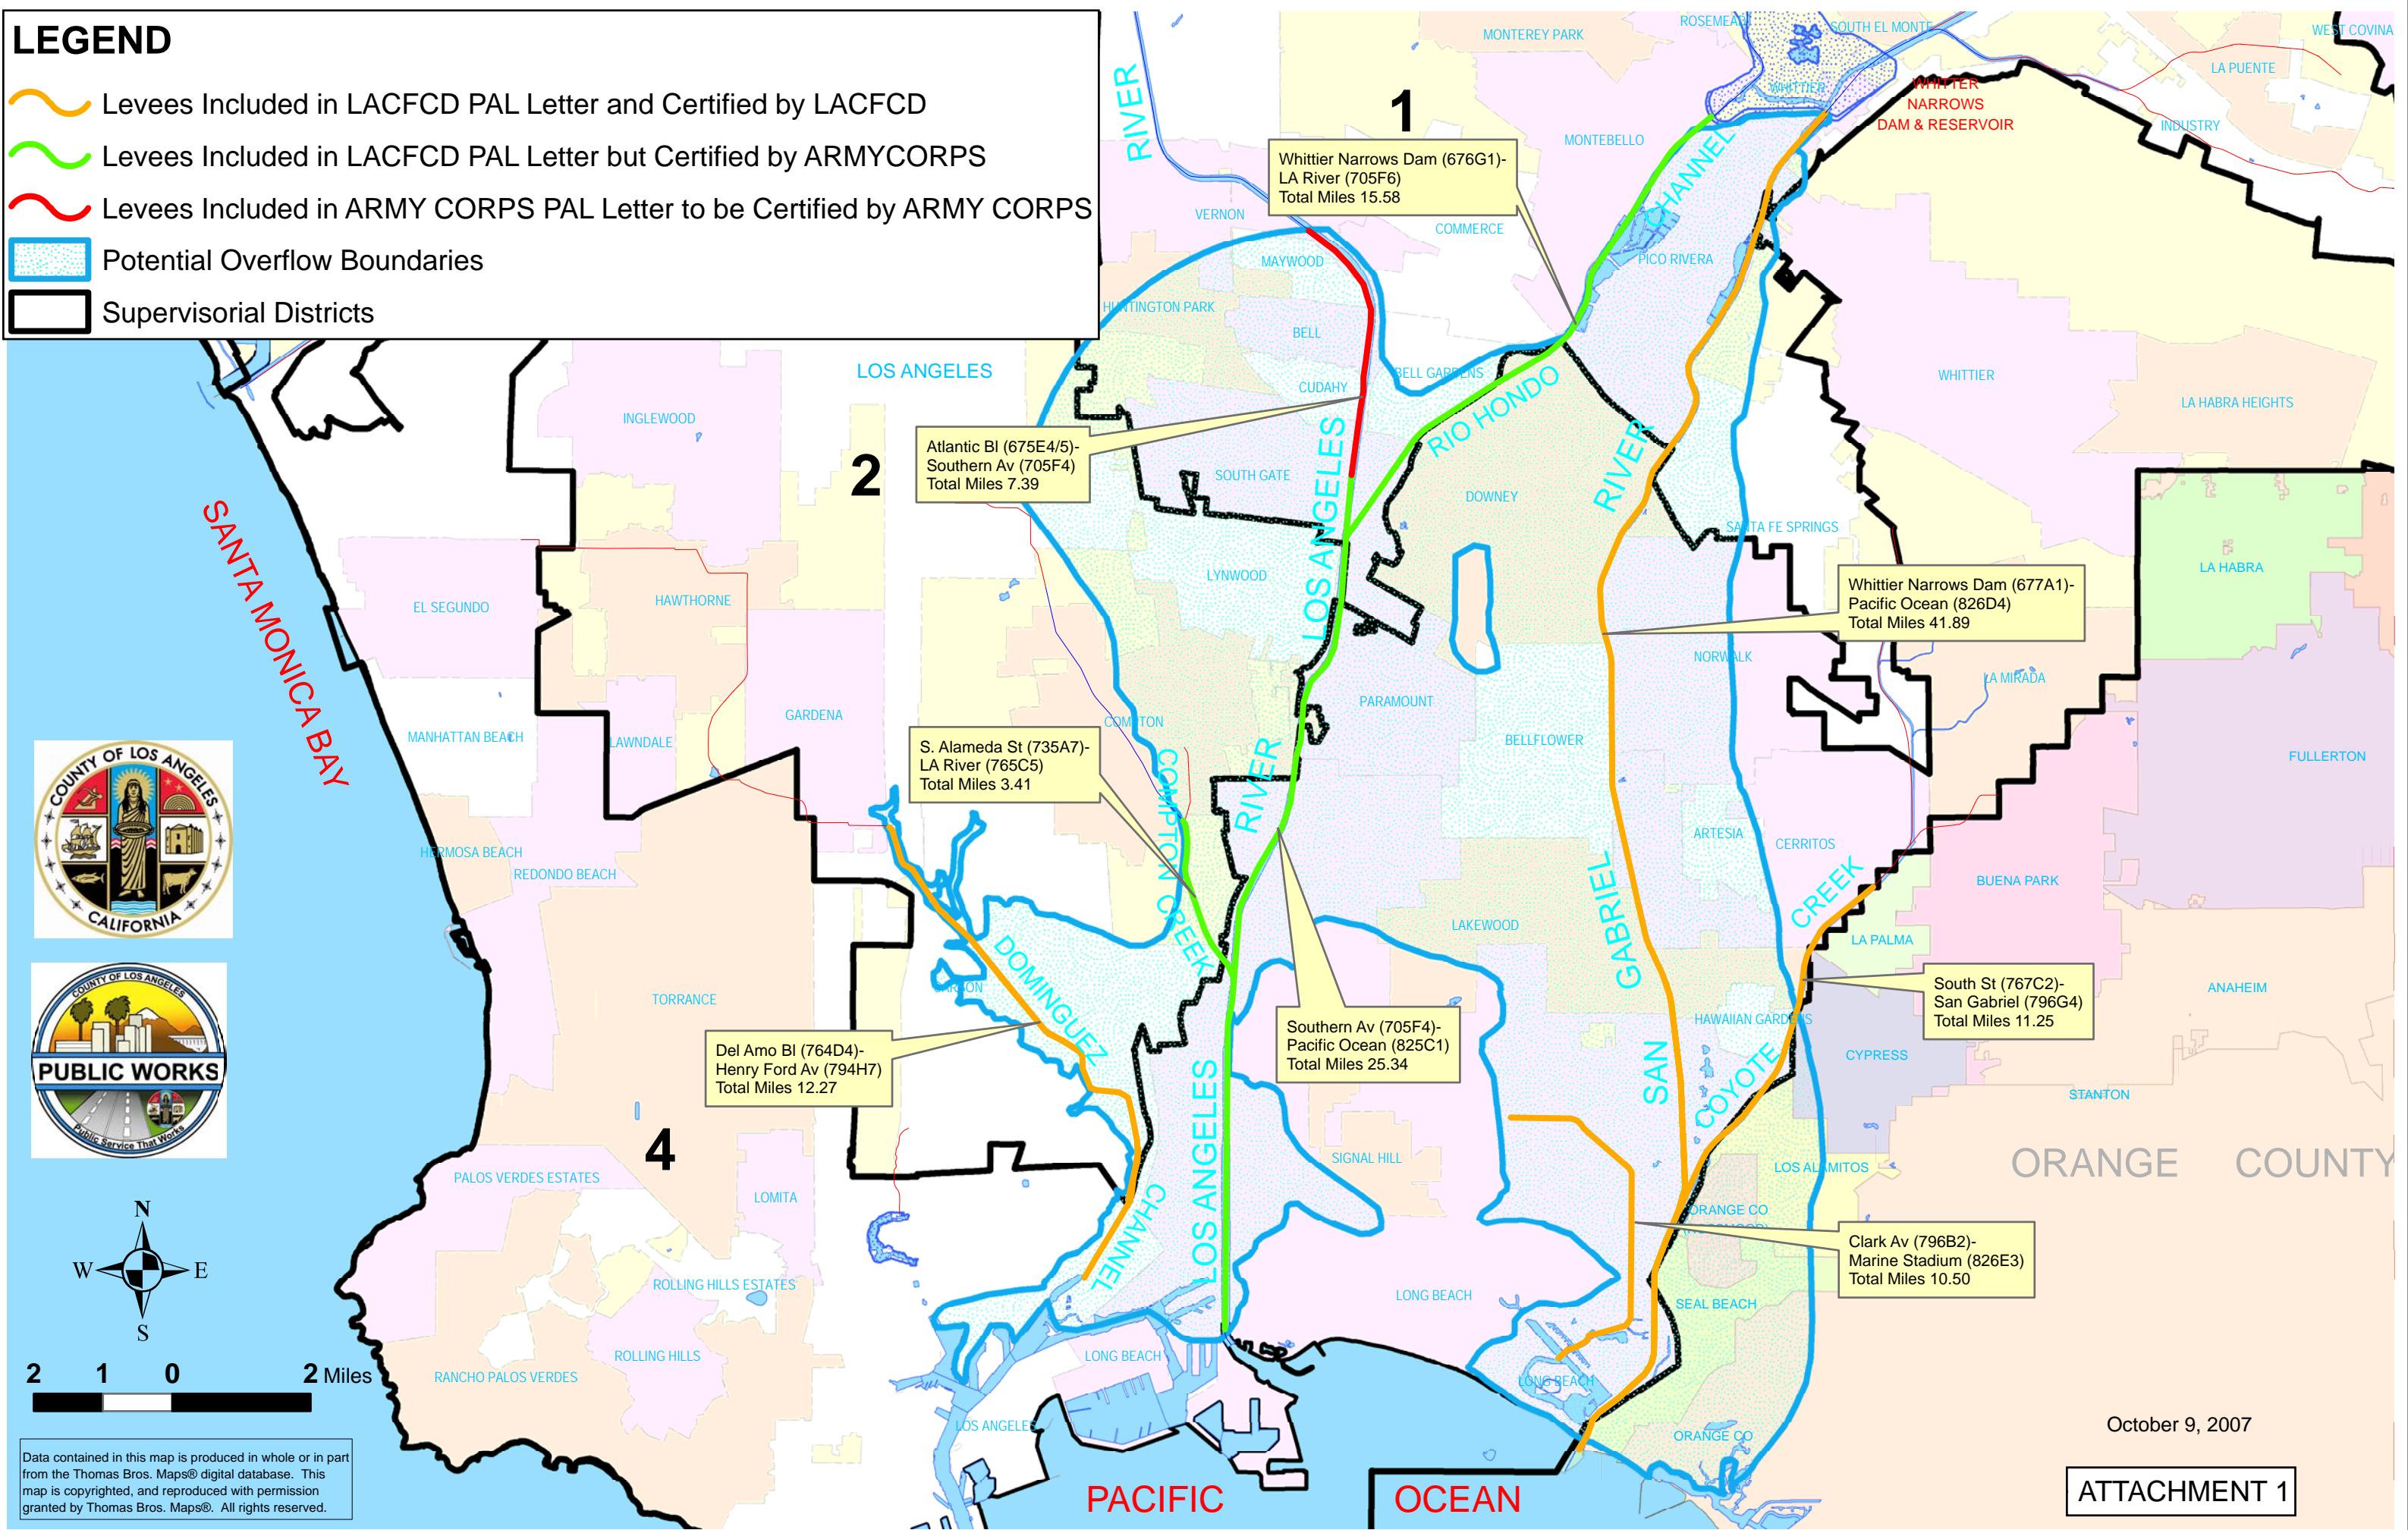 LEGEND
Levees Included in LACFCD PAL Letter and Certified by LACFCD
Levees Included in LACFCD PAL Letter but Certified by ARMYCORPS
Levees Included in ARMY CORPS PAL Letter to be Certified by ARMY CORPS
Potential Overflow Boundaries
Supervisorial Districts
ROSEMEAD
SOUTH EL MONTE
WEST COVINA
MONTEREY PARK
LA PUENTE
RIVER
1
WHITTIER
WHITTER
NARROWS
DAM & RESERVOIR
INDUSTRY
MONTEBELLO
Whittier Narrows Dam (676G1)-
LA River (705F6)
Total Miles 15.58
CHANNEL
VERNON
COMMERCE
MAYWOOD
PICO RIVERA
HUNTINGTON PARK
BELL
LOS ANGELES
CUDAHY
BELL GARDENS
RIO HONDO
WHITTIER
LA HABRA HEIGHTS
INGLEWOOD
2
Atlantic Bl (675E4/5)-
Southern Av (705F4)
Total Miles 7.39
SOUTH GATE
LOS ANGELES
DOWNEY
RIVER
SANTA FE SPRINGS
SANTA MONICA BAY
LYNWOOD
LA HABRA
EL SEGUNDO
HAWTHORNE
Whittier Narrows Dam (677A1)-
Pacific Ocean (826D4)
Total Miles 41.89
NORWALK
LA MIRADA
GARDENA
PARAMOUNT
COMPTON
MANHATTAN BEACH
LAWNDALE
BELLFLOWER
FULLERTON
S. Alameda St (735A7)-
LA River (765C5)
Total Miles 3.41
COMPTON CREEK
RIVER
COUNTY OF LOS ANGELES
CALIFORNIA
ARTESIA
CERRITOS
HERMOSA BEACH
REDONDO BEACH
BUENA PARK
CREEK
LAKEWOOD
GABRIEL
LA PALMA
DOMINGUEZ
CARSON
TORRANCE
South St (767C2)-
San Gabriel (796G4)
Total Miles 11.25
ANAHEIM
COUNTY OF LOS ANGELES
PUBLIC WORKS
Public Service That Works
Southern Av (705F4)-
Pacific Ocean (825C1)
Total Miles 25.34
HAWAIIAN GARDENS
Del Amo Bl (764D4)-
Henry Ford Av (794H7)
Total Miles 12.27
CYPRESS
SAN
COYOTE
STANTON
4
LOS ANGELES
SIGNAL HILL
LOS ALAMITOS
ORANGE COUNTY
PALOS VERDES ESTATES
LOMITA
CHANNEL
ORANGE CO
Clark Av (796B2)-
Marine Stadium (826E3)
Total Miles 10.50
N
W E
S
ROLLING HILLS ESTATES
LONG BEACH
SEAL BEACH
ROLLING HILLS
LONG BEACH
2 1 0 2 Miles
RANCHO PALOS VERDES
LONG BEACH
LOS ANGELES
ORANGE CO
October 9, 2007
Data contained in this map is produced in whole or in part
from the Thomas Bros. Maps® digital database. This
map is copyrighted, and reproduced with permission
granted by Thomas Bros. Maps®. All rights reserved.
PACIFIC OCEAN
ATTACHMENT 1